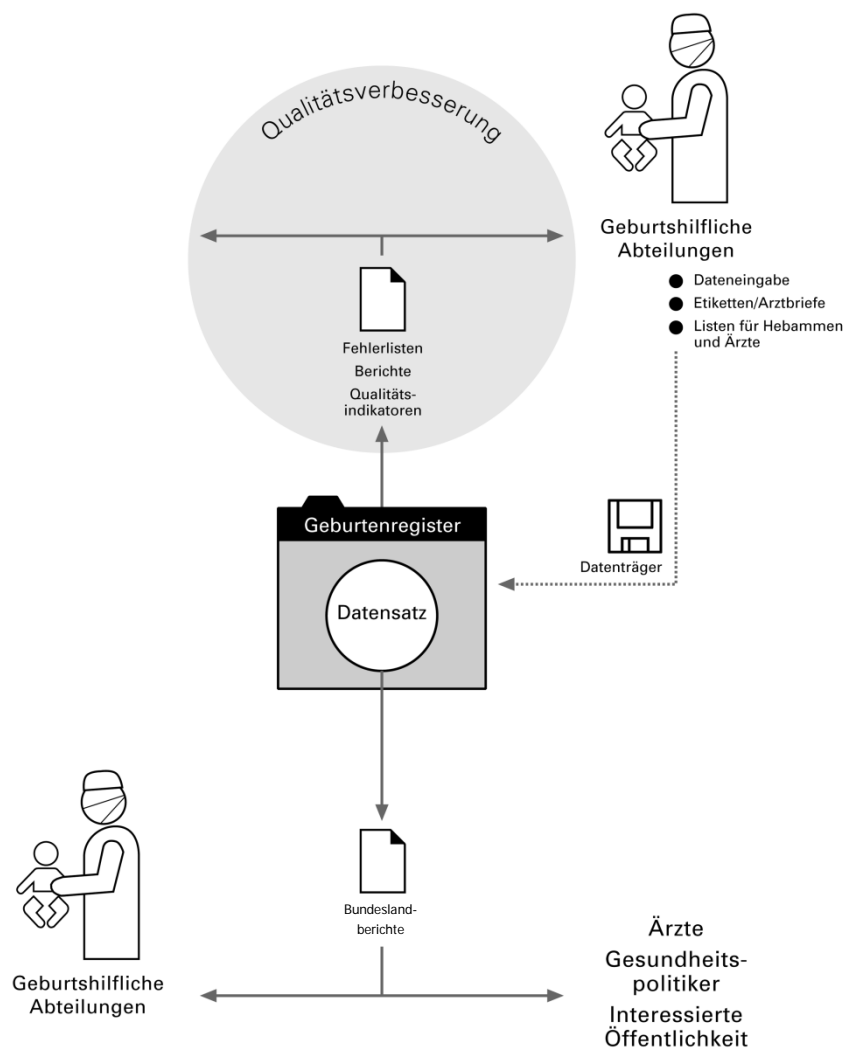 Qualitätsverbesserung
Geburtshilfliche
Abteilungen
Dateneingabe
Etiketten/Arztbriefe
Listen für Hebammen
und Ärzte
Fehlerlisten
Berichte
Qualitäts-
indikatoren
Geburtenregister
Datensatz
Datenträger
Bundesland-
berichte
Geburtshilfliche
Abteilungen
Ärzte
Gesundheits-
politiker
Interessierte
Öffentlichkeit